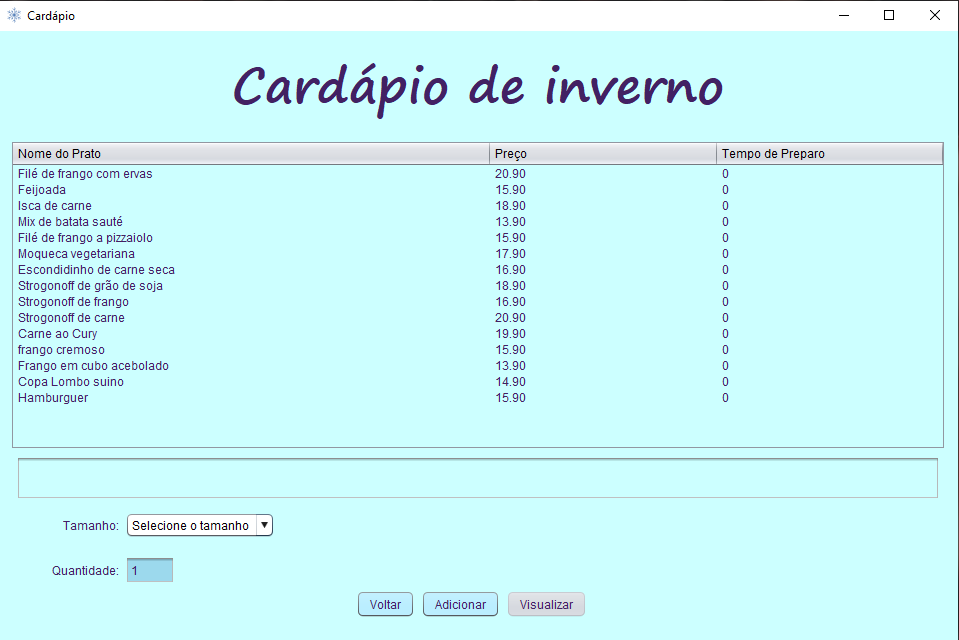 Cardápio
Cardápio de inverno
Nome do Prato Preço Tempo de Preparo
Filé de frango com ervas 20.90 0
Feijoada 15.90 0
Isca de carne 18.90 0
Mix de batata sauté 13.90 0
Filé de frango a pizzaiolo 15.90 0
Moqueca vegetariana 17.90 0
Escondidinho de carne seca 16.90 0
Strogonoff de grão de soja 18.90 0
Strogonoff de frango 16.90 0
Strogonoff de carne 20.90 0
Carne ao Cury 19.90 0
frango cremoso 15.90 0
Frango em cubo acebolado 13.90 0
Copa Lombo suino 14.90 0
Hamburguer 15.90 0
Tamanho: Selecione o tamanho
Quantidade: 1
Voltar Adicionar Visualizar